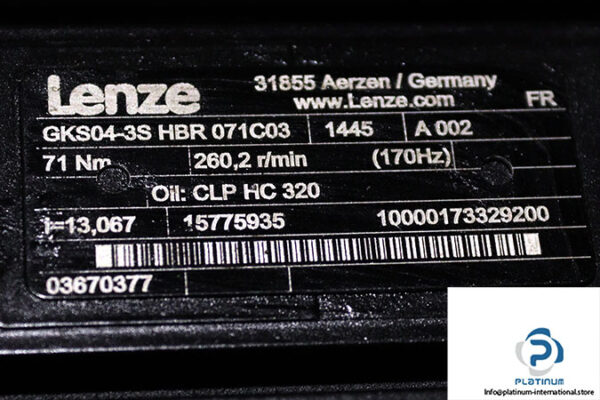 Lenze
31855 Aerzen / Germany
www.Lenze.com
FR
GKS04-3S HBR 071C03 1445 A 002
71 Nm 260,2 r/min (170Hz)
Oil: CLP HC 320
i=13,067 15775935 10000173329200
03670377
PLATINUM
Info@platinum-international.store